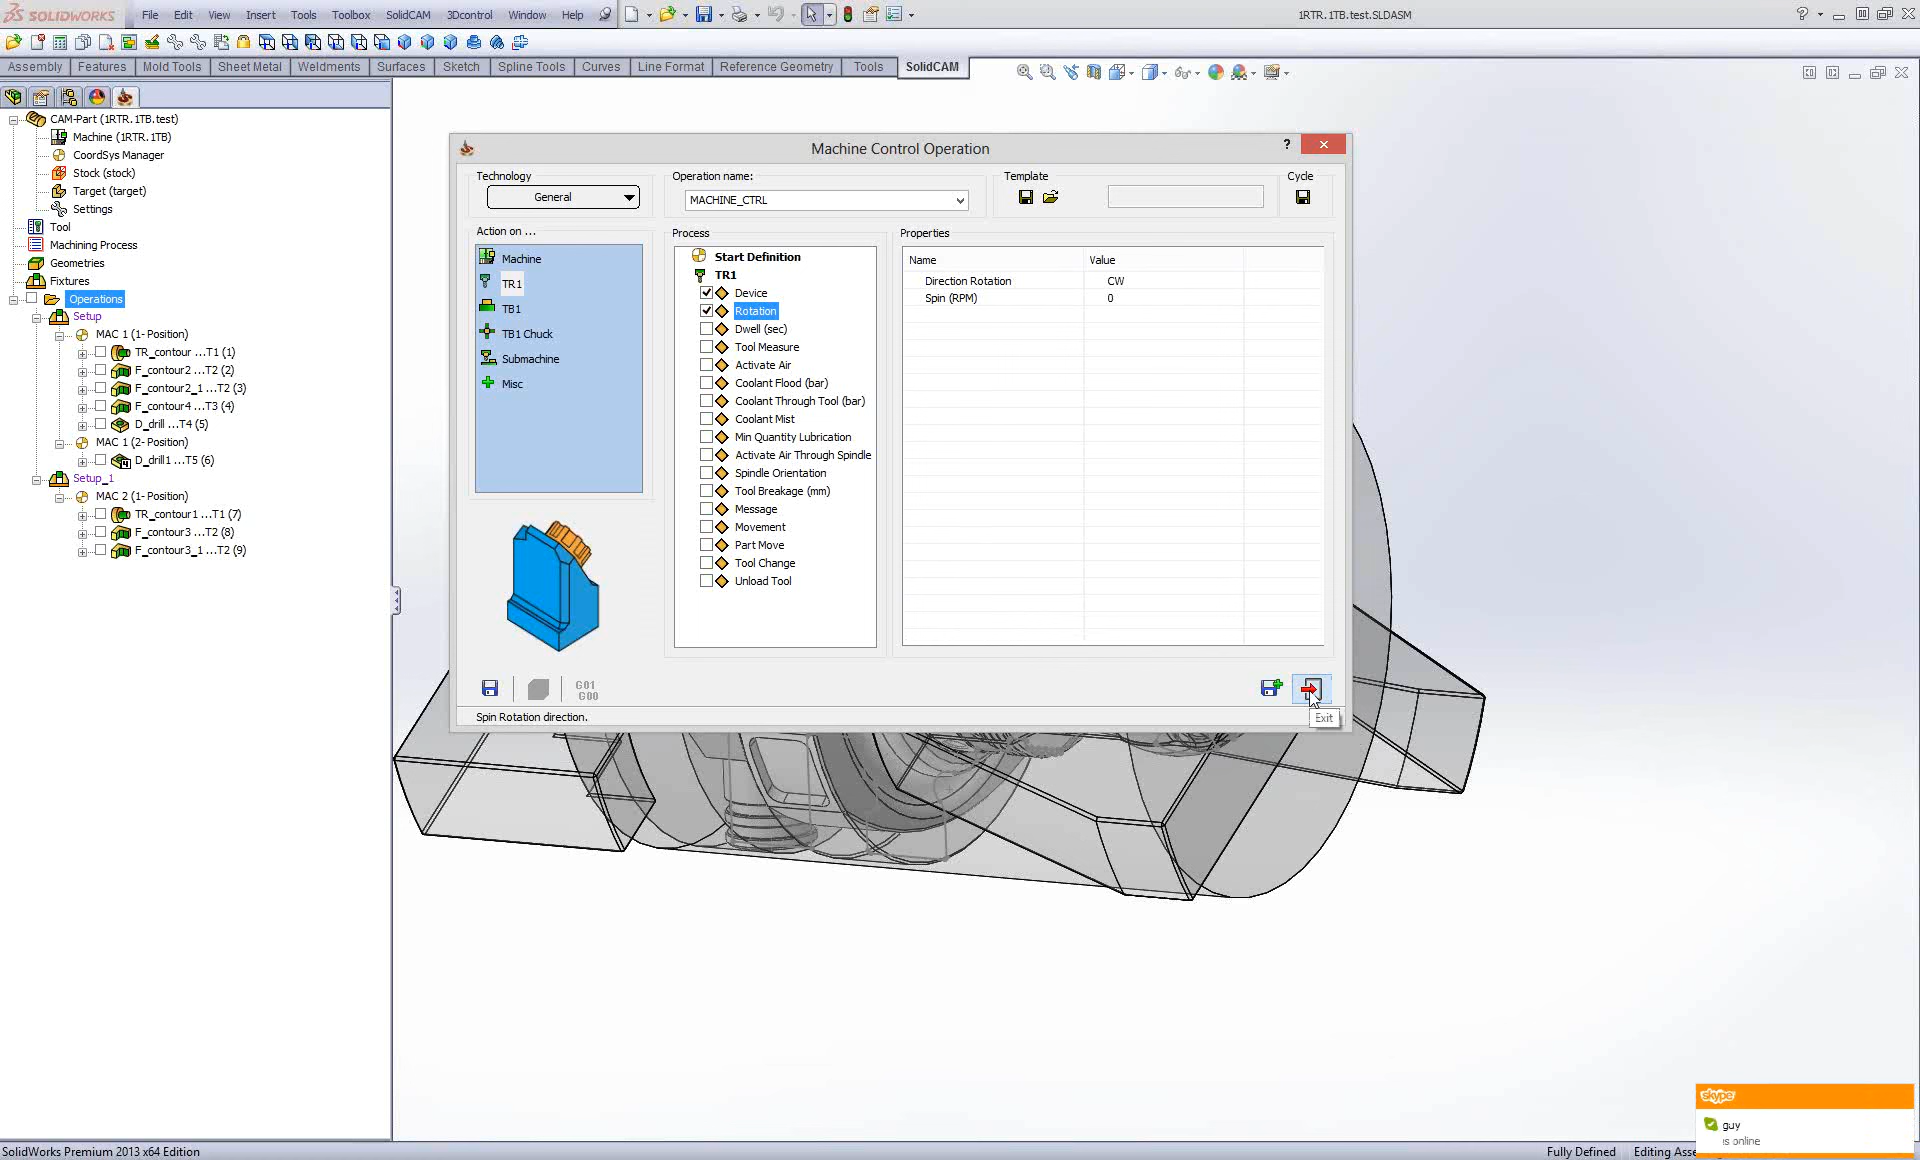 SOLIDWORKS File Edit View Insert Tools Toolbox SolidCAM 3Dcontrol Window Help 1RTR.1TB.test.SLDASM
Assembly Features Mold Tools Sheet Metal Weldments Surfaces Sketch Spline Tools Curves Line Format Reference Geometry Tools SolidCAM
CAM-Part (1RTR.1TB.test)
Machine (1RTR.1TB)
CoordSys Manager
Stock (stock)
Target (target)
Settings
Tool
Machining Process
Geometries
Fixtures
Operations
Setup
MAC 1 (1- Position)
TR_contour ...T1 (1)
F_contour2 ...T2 (2)
F_contour2_1 ...T2 (3)
F_contour4 ...T3 (4)
D_drill ...T4 (5)
MAC 1 (2- Position)
D_drill1 ...T5 (6)
Setup_1
MAC 2 (1- Position)
TR_contour1 ...T1 (7)
F_contour3 ...T2 (8)
F_contour3_1 ...T2 (9)
Machine Control Operation ?
Technology
General
Operation name:
MACHINE_CTRL
Template
Cycle
Action on ...
Machine
TR1
TB1
TB1 Chuck
Submachine
Misc
Process
Start Definition
TR1
Device
Rotation
Dwell (sec)
Tool Measure
Activate Air
Coolant Flood (bar)
Coolant Through Tool (bar)
Coolant Mist
Min Quantity Lubrication
Activate Air Through Spindle
Spindle Orientation
Tool Breakage (mm)
Message
Movement
Part Move
Tool Change
Unload Tool
Properties
Name Value
Direction Rotation CW
Spin (RPM) 0
G01
G00
Spin Rotation direction.
Exit
skype
guy
is online
SolidWorks Premium 2013 x64 Edition Fully Defined Editing Asse